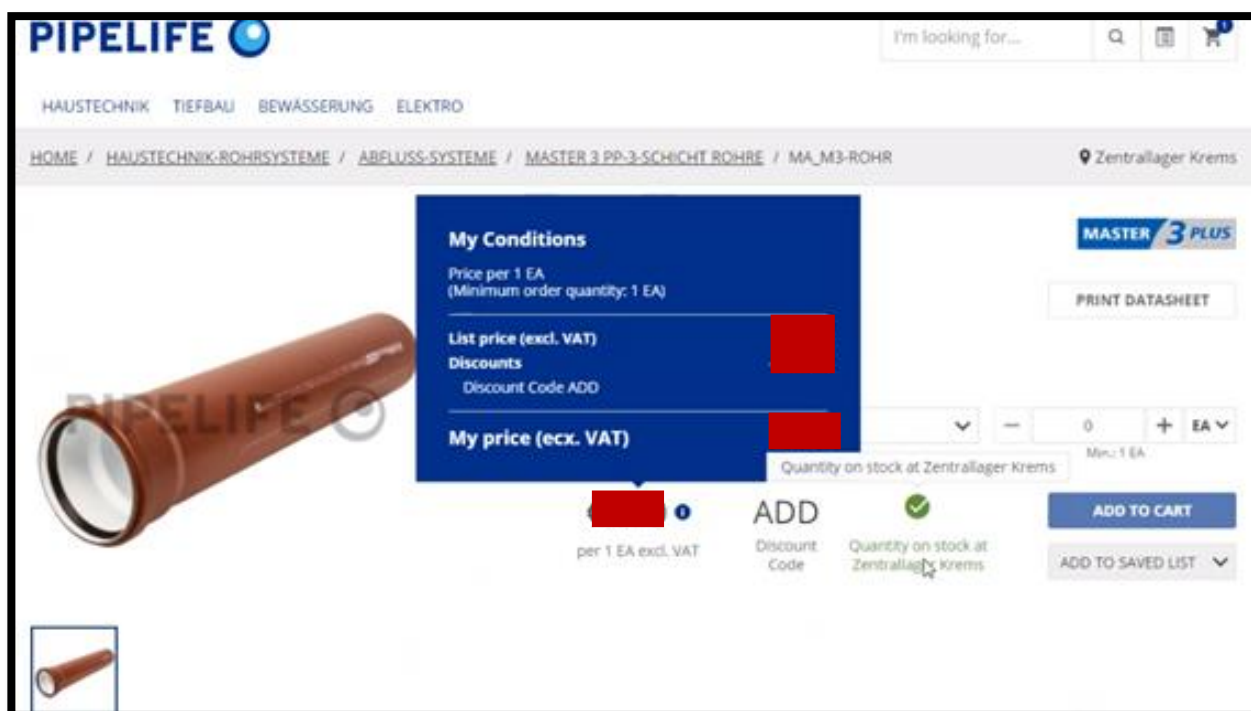 PIPELIFE
I'm looking for...
1
HAUSTECHNIK TIEFBAU BEWÄSSERUNG ELEKTRO
HOME / HAUSTECHNIK-ROHRSYSTEME / ABFLUSS-SYSTEME / MASTER 3 PP-3-SCHICHT ROHRE / MA_M3-ROHR
Zentrallager Krems
My Conditions
Price per 1 EA
(Minimum order quantity: 1 EA)
List price (excl. VAT)
Discounts
Discount Code ADD
My price (ecx. VAT)
MASTER 3 PLUS
PRINT DATASHEET
PIPELIFE
0 + EA
Min.: 1 EA
Quantity on stock at Zentrallager Krems
per 1 EA excl. VAT
ADD
Discount
Code
Quantity on stock at
Zentrallager Krems
ADD TO CART
ADD TO SAVED LIST